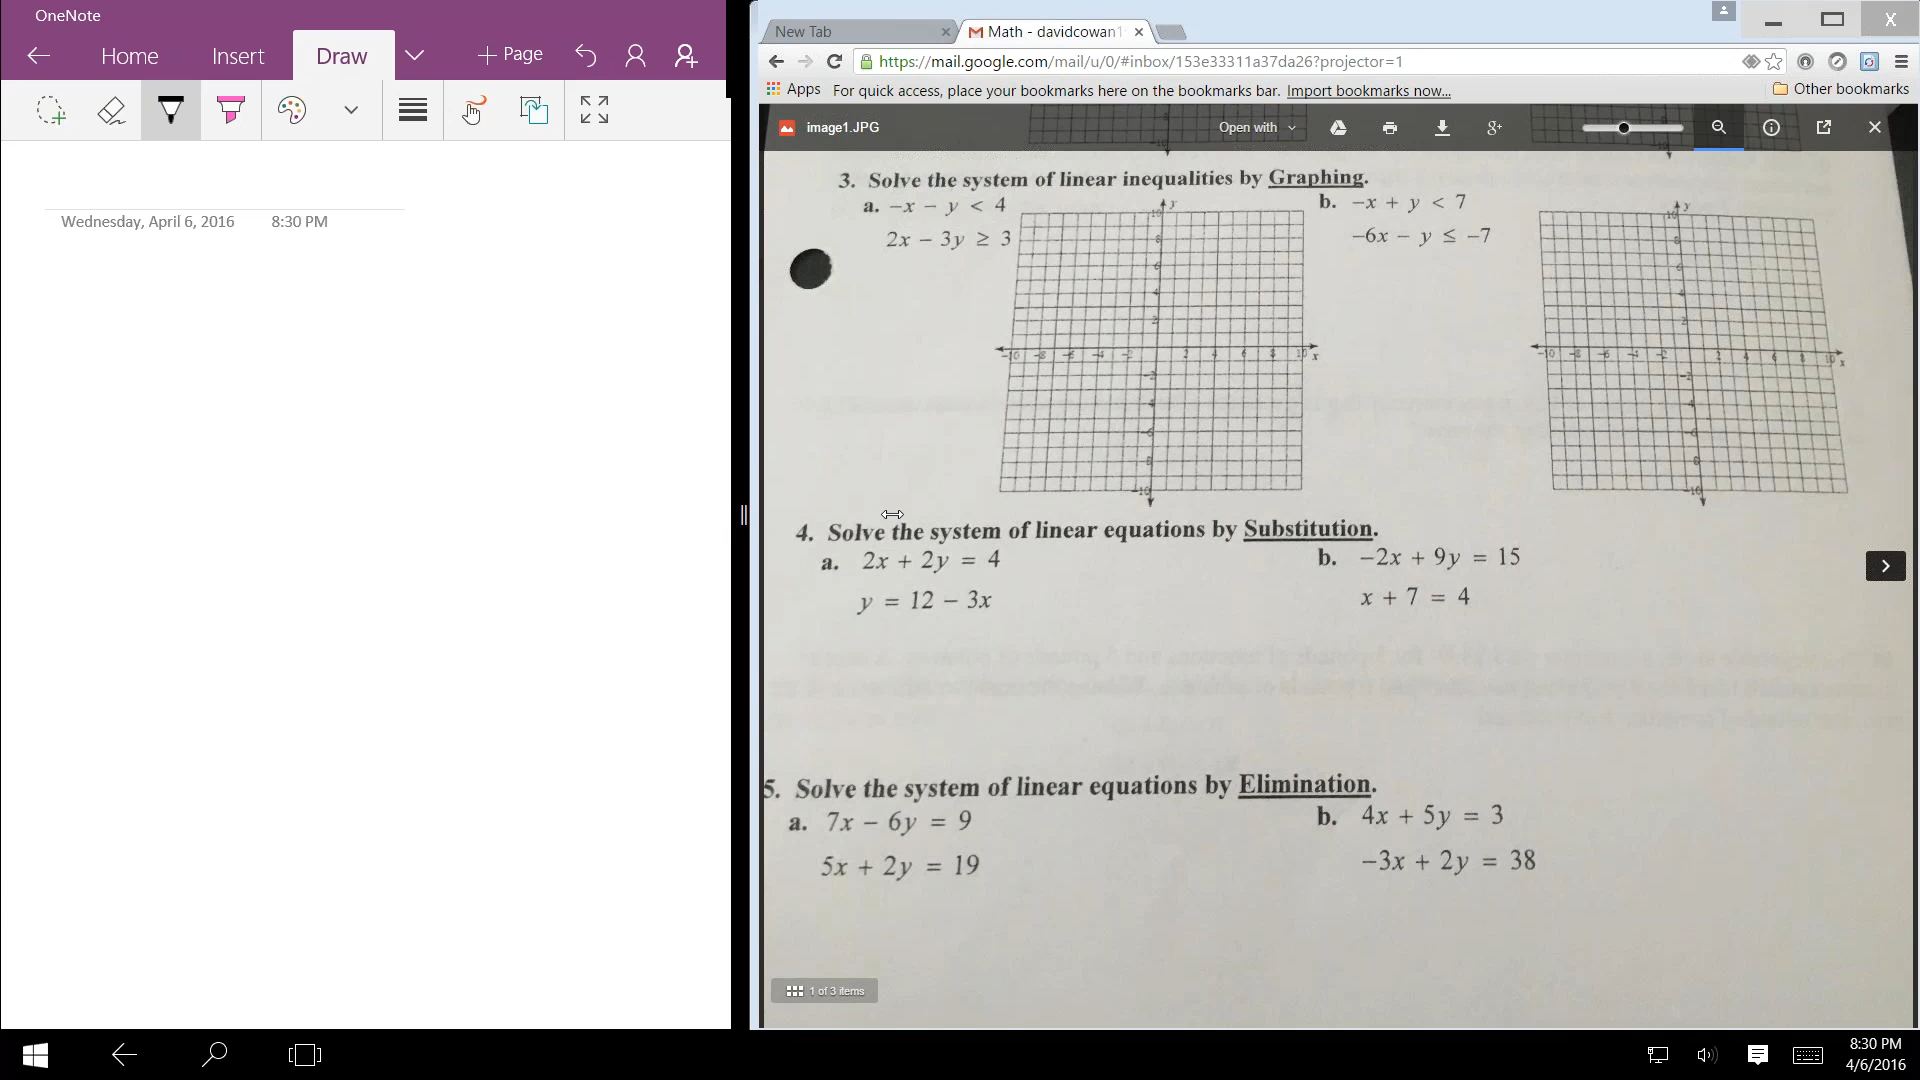 OneNote
Home Insert Draw + Page
Wednesday, April 6, 2016 8:30 PM
New Tab
Math - davidcowan1
https://mail.google.com/mail/u/0/#inbox/153e33311a37da26?projector=1
Apps For quick access, place your bookmarks here on the bookmarks bar. Import bookmarks now... Other bookmarks
image1.JPG Open with
3. Solve the system of linear inequalities by Graphing.
a. −x − y < 4
2x − 3y ≥ 3
b. −x + y < 7
−6x − y ≤ −7
4. Solve the system of linear equations by Substitution.
a. 2x + 2y = 4
y = 12 − 3x
b. −2x + 9y = 15
x + 7 = 4
5. Solve the system of linear equations by Elimination.
a. 7x − 6y = 9
5x + 2y = 19
b. 4x + 5y = 3
−3x + 2y = 38
1 of 3 items
8:30 PM
4/6/2016